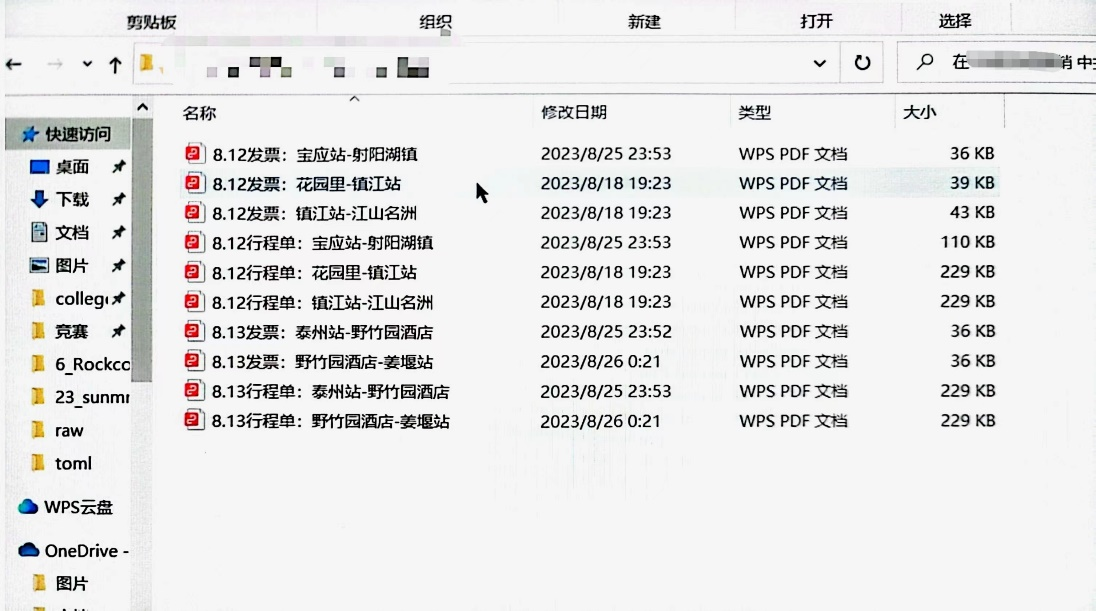 剪贴板 组织 新建 打开 选择
在 销 中
名称 修改日期 类型 大小
快速访问
桌面
下载
文档
图片
colleg
竞赛
6_Rockco
23_sunmr
raw
toml
WPS云盘
OneDrive -
图片
8.12发票：宝应站-射阳湖镇 2023/8/25 23:53 WPS PDF 文档 36 KB
8.12发票：花园里-镇江站 2023/8/18 19:23 WPS PDF 文档 39 KB
8.12发票：镇江站-江山名洲 2023/8/18 19:23 WPS PDF 文档 43 KB
8.12行程单：宝应站-射阳湖镇 2023/8/25 23:53 WPS PDF 文档 110 KB
8.12行程单：花园里-镇江站 2023/8/18 19:23 WPS PDF 文档 229 KB
8.12行程单：镇江站-江山名洲 2023/8/18 19:23 WPS PDF 文档 229 KB
8.13发票：泰州站-野竹园酒店 2023/8/25 23:52 WPS PDF 文档 36 KB
8.13发票：野竹园酒店-姜堰站 2023/8/26 0:21 WPS PDF 文档 36 KB
8.13行程单：泰州站-野竹园酒店 2023/8/25 23:53 WPS PDF 文档 229 KB
8.13行程单：野竹园酒店-姜堰站 2023/8/26 0:21 WPS PDF 文档 229 KB